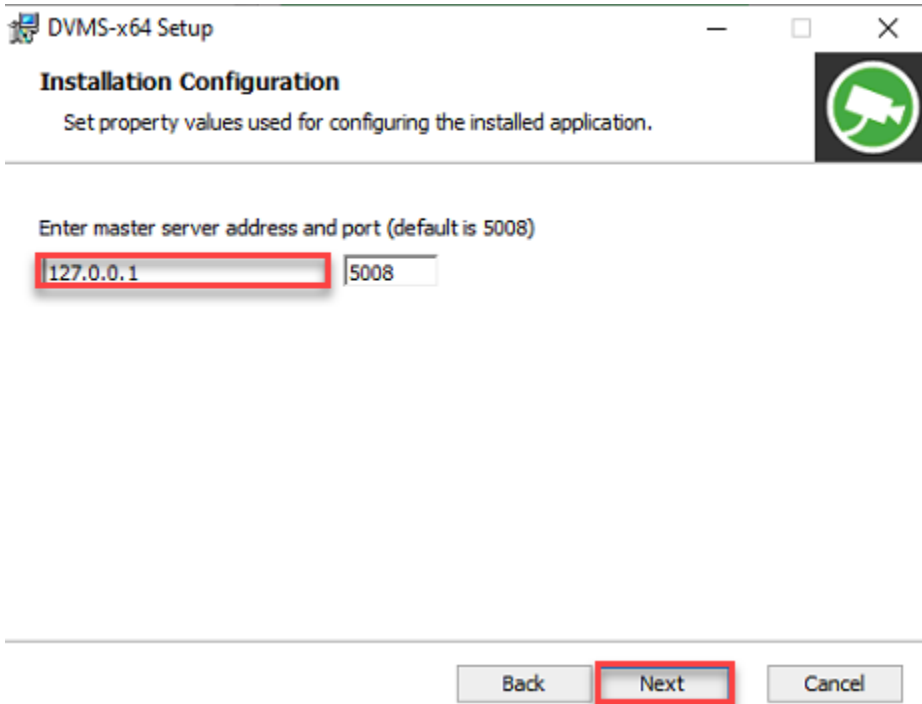 DVMS-x64 Setup
Installation Configuration
Set property values used for configuring the installed application.
Enter master server address and port (default is 5008)
127.0.0.1 5008
Back Next Cancel